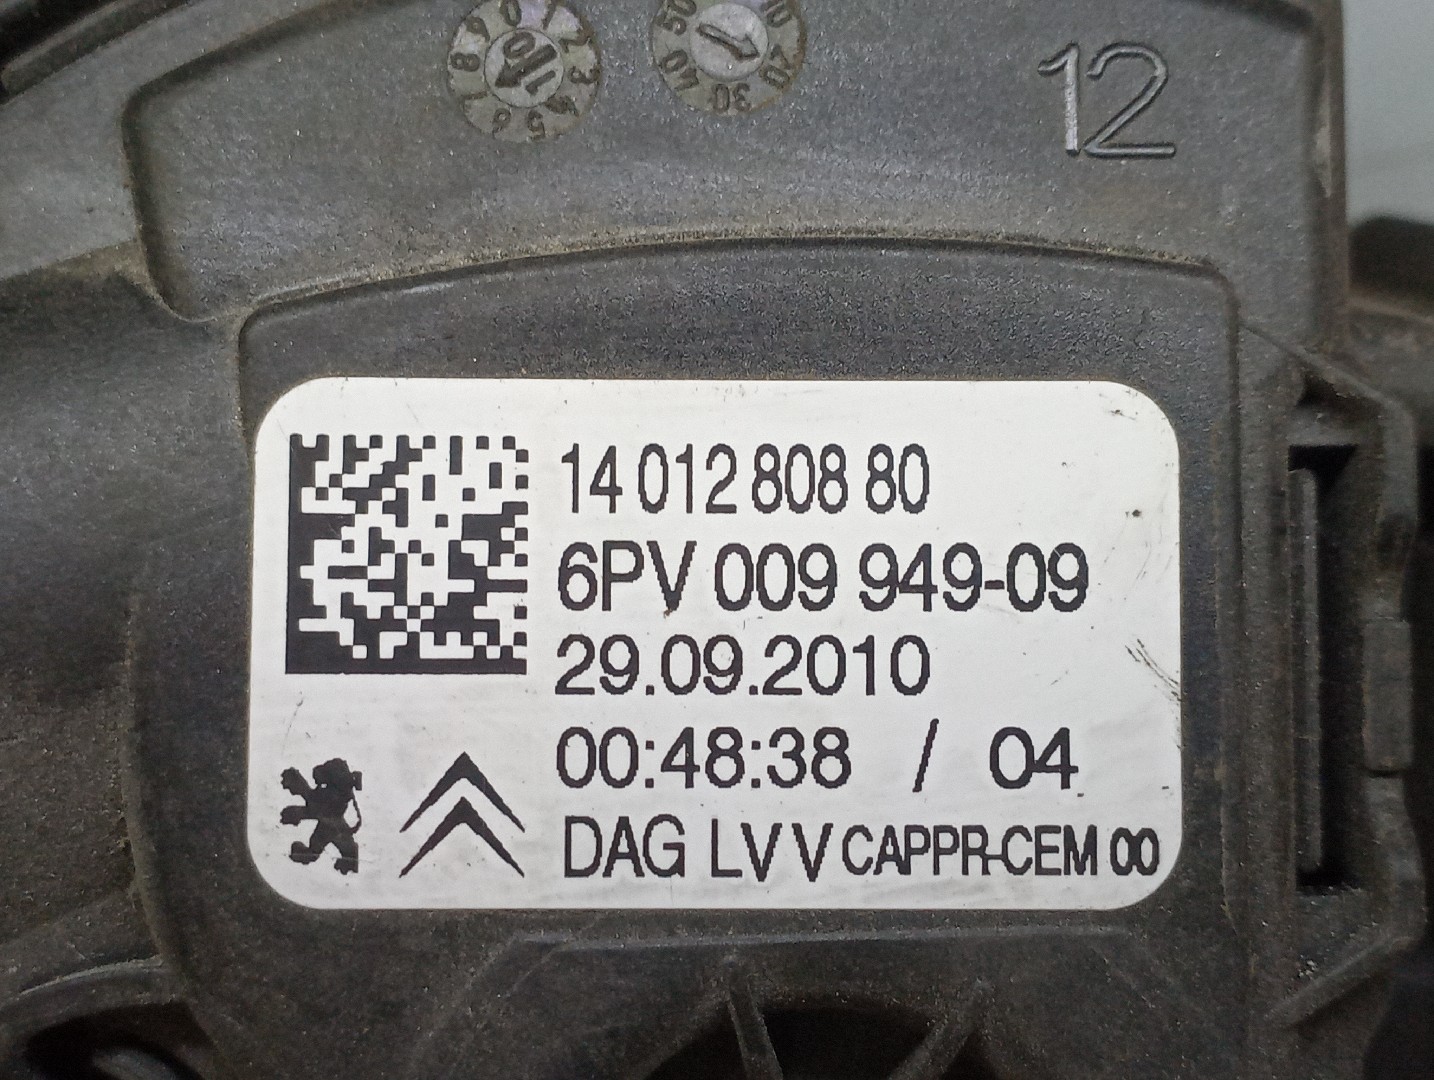 12
14 012 808 80
6PV 009 949-09
29.09.2010
00:48:38 / 04
DAG LV V CAPPR-CEM 00